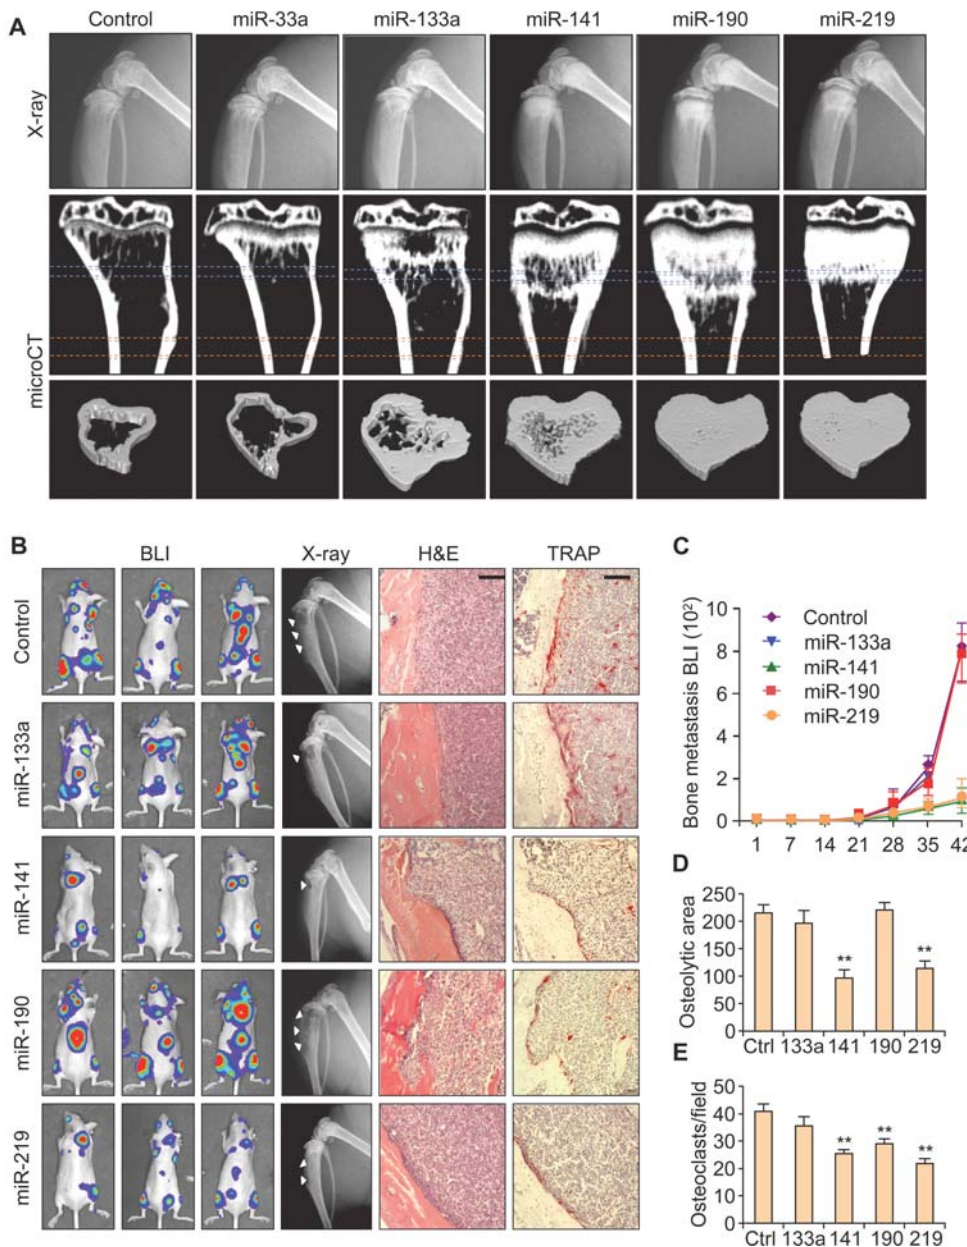 A
Control miR-33a miR-133a miR-141 miR-190 miR-219
X-ray
microCT
B
BLI X-ray H&E TRAP
Control
miR-133a
miR-141
miR-190
miR-219
C
Bone metastasis BLI (10²)
10
8
6
4
2
0
Control
miR-133a
miR-141
miR-190
miR-219
1 7 14 21 28 35 42
D
Osteolytic area
250
200
150
100
50
0
** **
Ctrl 133a 141 190 219
E
Osteoclasts/field
50
40
30
20
10
0
** ** **
Ctrl 133a 141 190 219